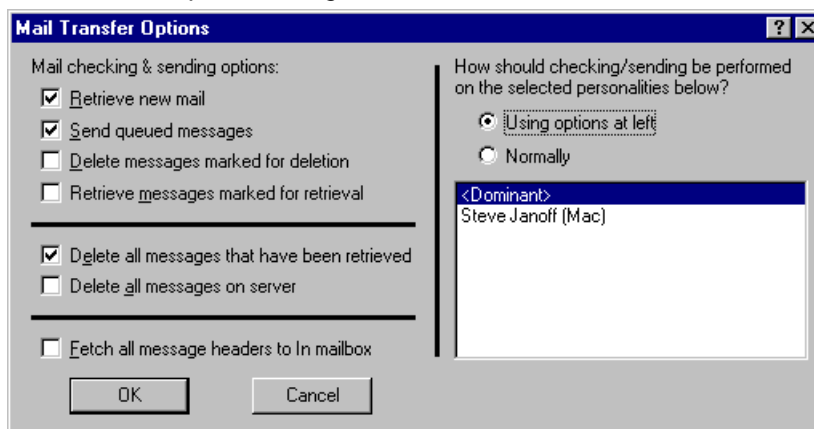 Mail Transfer Options
Mail checking & sending options:
Retrieve new mail
Send queued messages
Delete messages marked for deletion
Retrieve messages marked for retrieval
Delete all messages that have been retrieved
Delete all messages on server
Fetch all message headers to In mailbox
OK
Cancel
How should checking/sending be performed
on the selected personalities below?
Using options at left
Normally
<Dominant>
Steve Janoff (Mac)